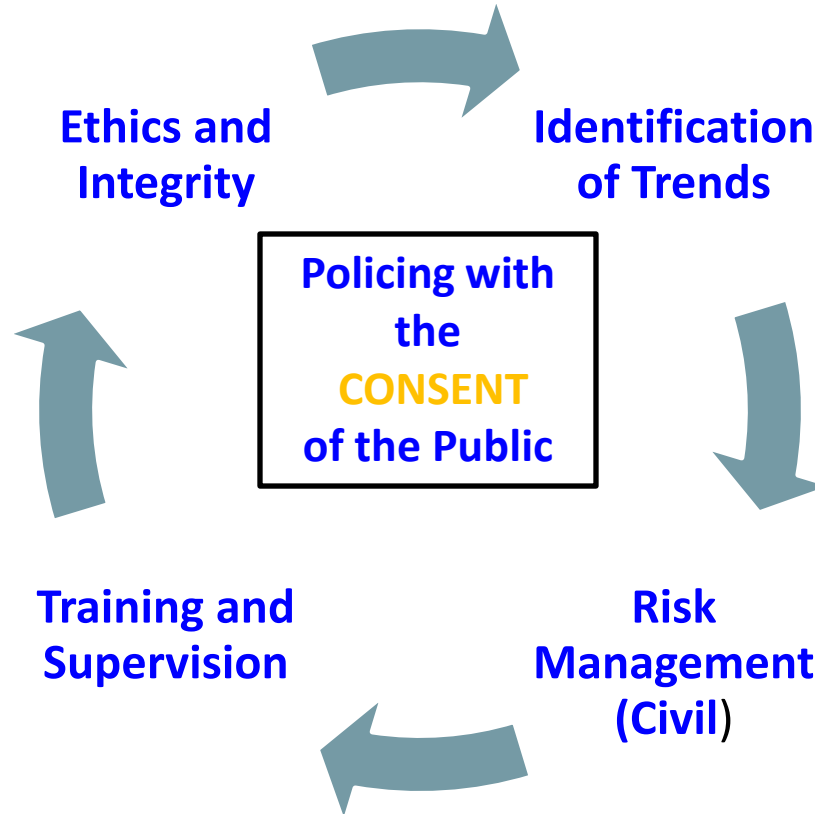 Ethics and
Integrity
Identification
of Trends
Policing with
the
CONSENT
of the Public
Training and
Supervision
Risk
Management
(Civil)